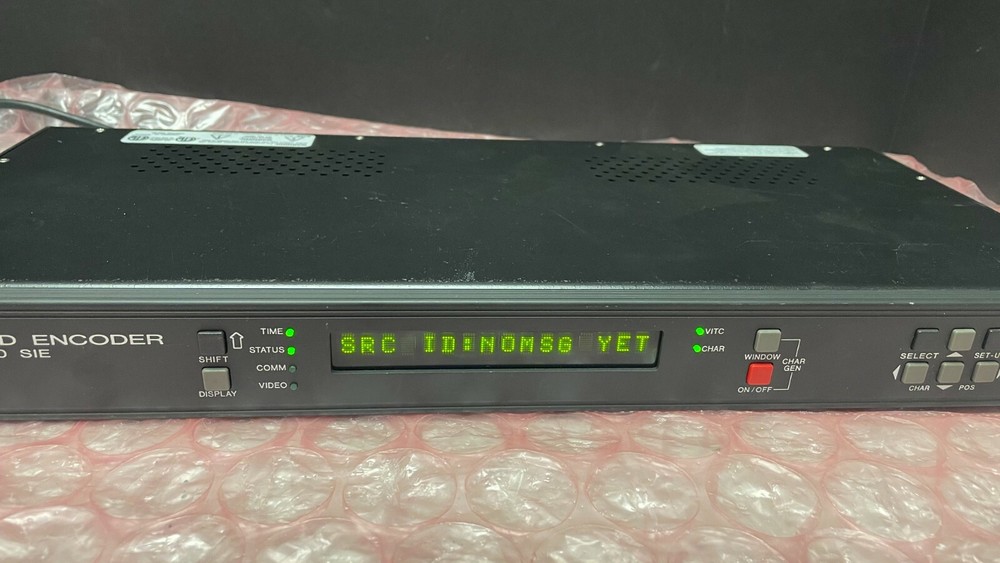 D ENCODER
D SIE
SHIFT
DISPLAY
TIME
STATUS
COMM
VIDEO
SRC ID:NOMSG YET
VITC
CHAR
WINDOW
CHAR
GEN
ON/OFF
SELECT
SET-U
CHAR
POS